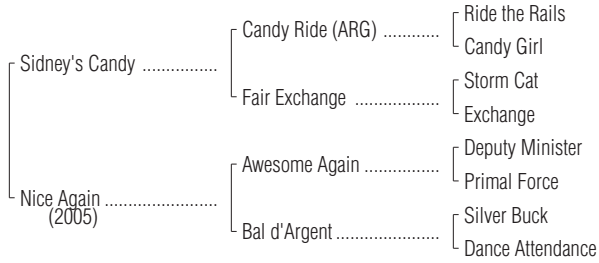 Ride the Rails
Candy Ride (ARG) ............
Candy Girl
Sidney's Candy ................
Storm Cat
Fair Exchange ..................
Exchange
Deputy Minister
Awesome Again ................
Primal Force
Nice Again ........................
(2005)
Silver Buck
Bal d'Argent ......................
Dance Attendance